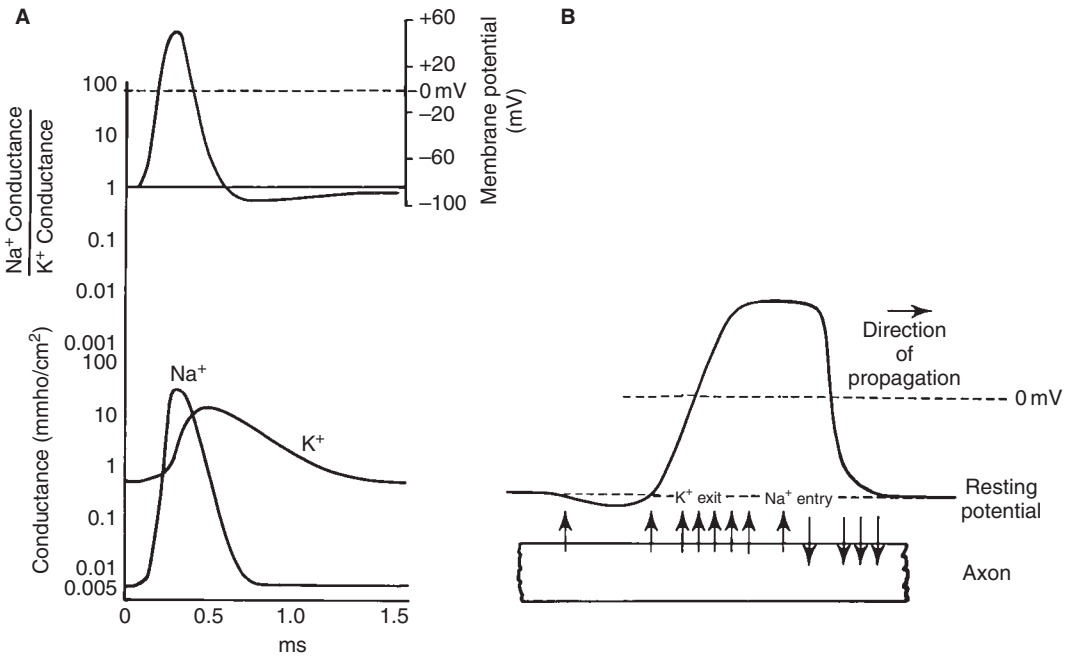 A
Na⁺ Conductance
K⁺ Conductance
100
10
1
0.1
0.01
0.001
+60
+20
0 mV
−20
−60
−100
Membrane potential
(mV)
Conductance (mmho/cm²)
100
10
1
0.1
0.01
0.005
Na⁺
K⁺
0
0.5
1.0
1.5
ms
B
Direction
of
propagation
0 mV
K⁺ exit
Na⁺ entry
Resting
potential
Axon